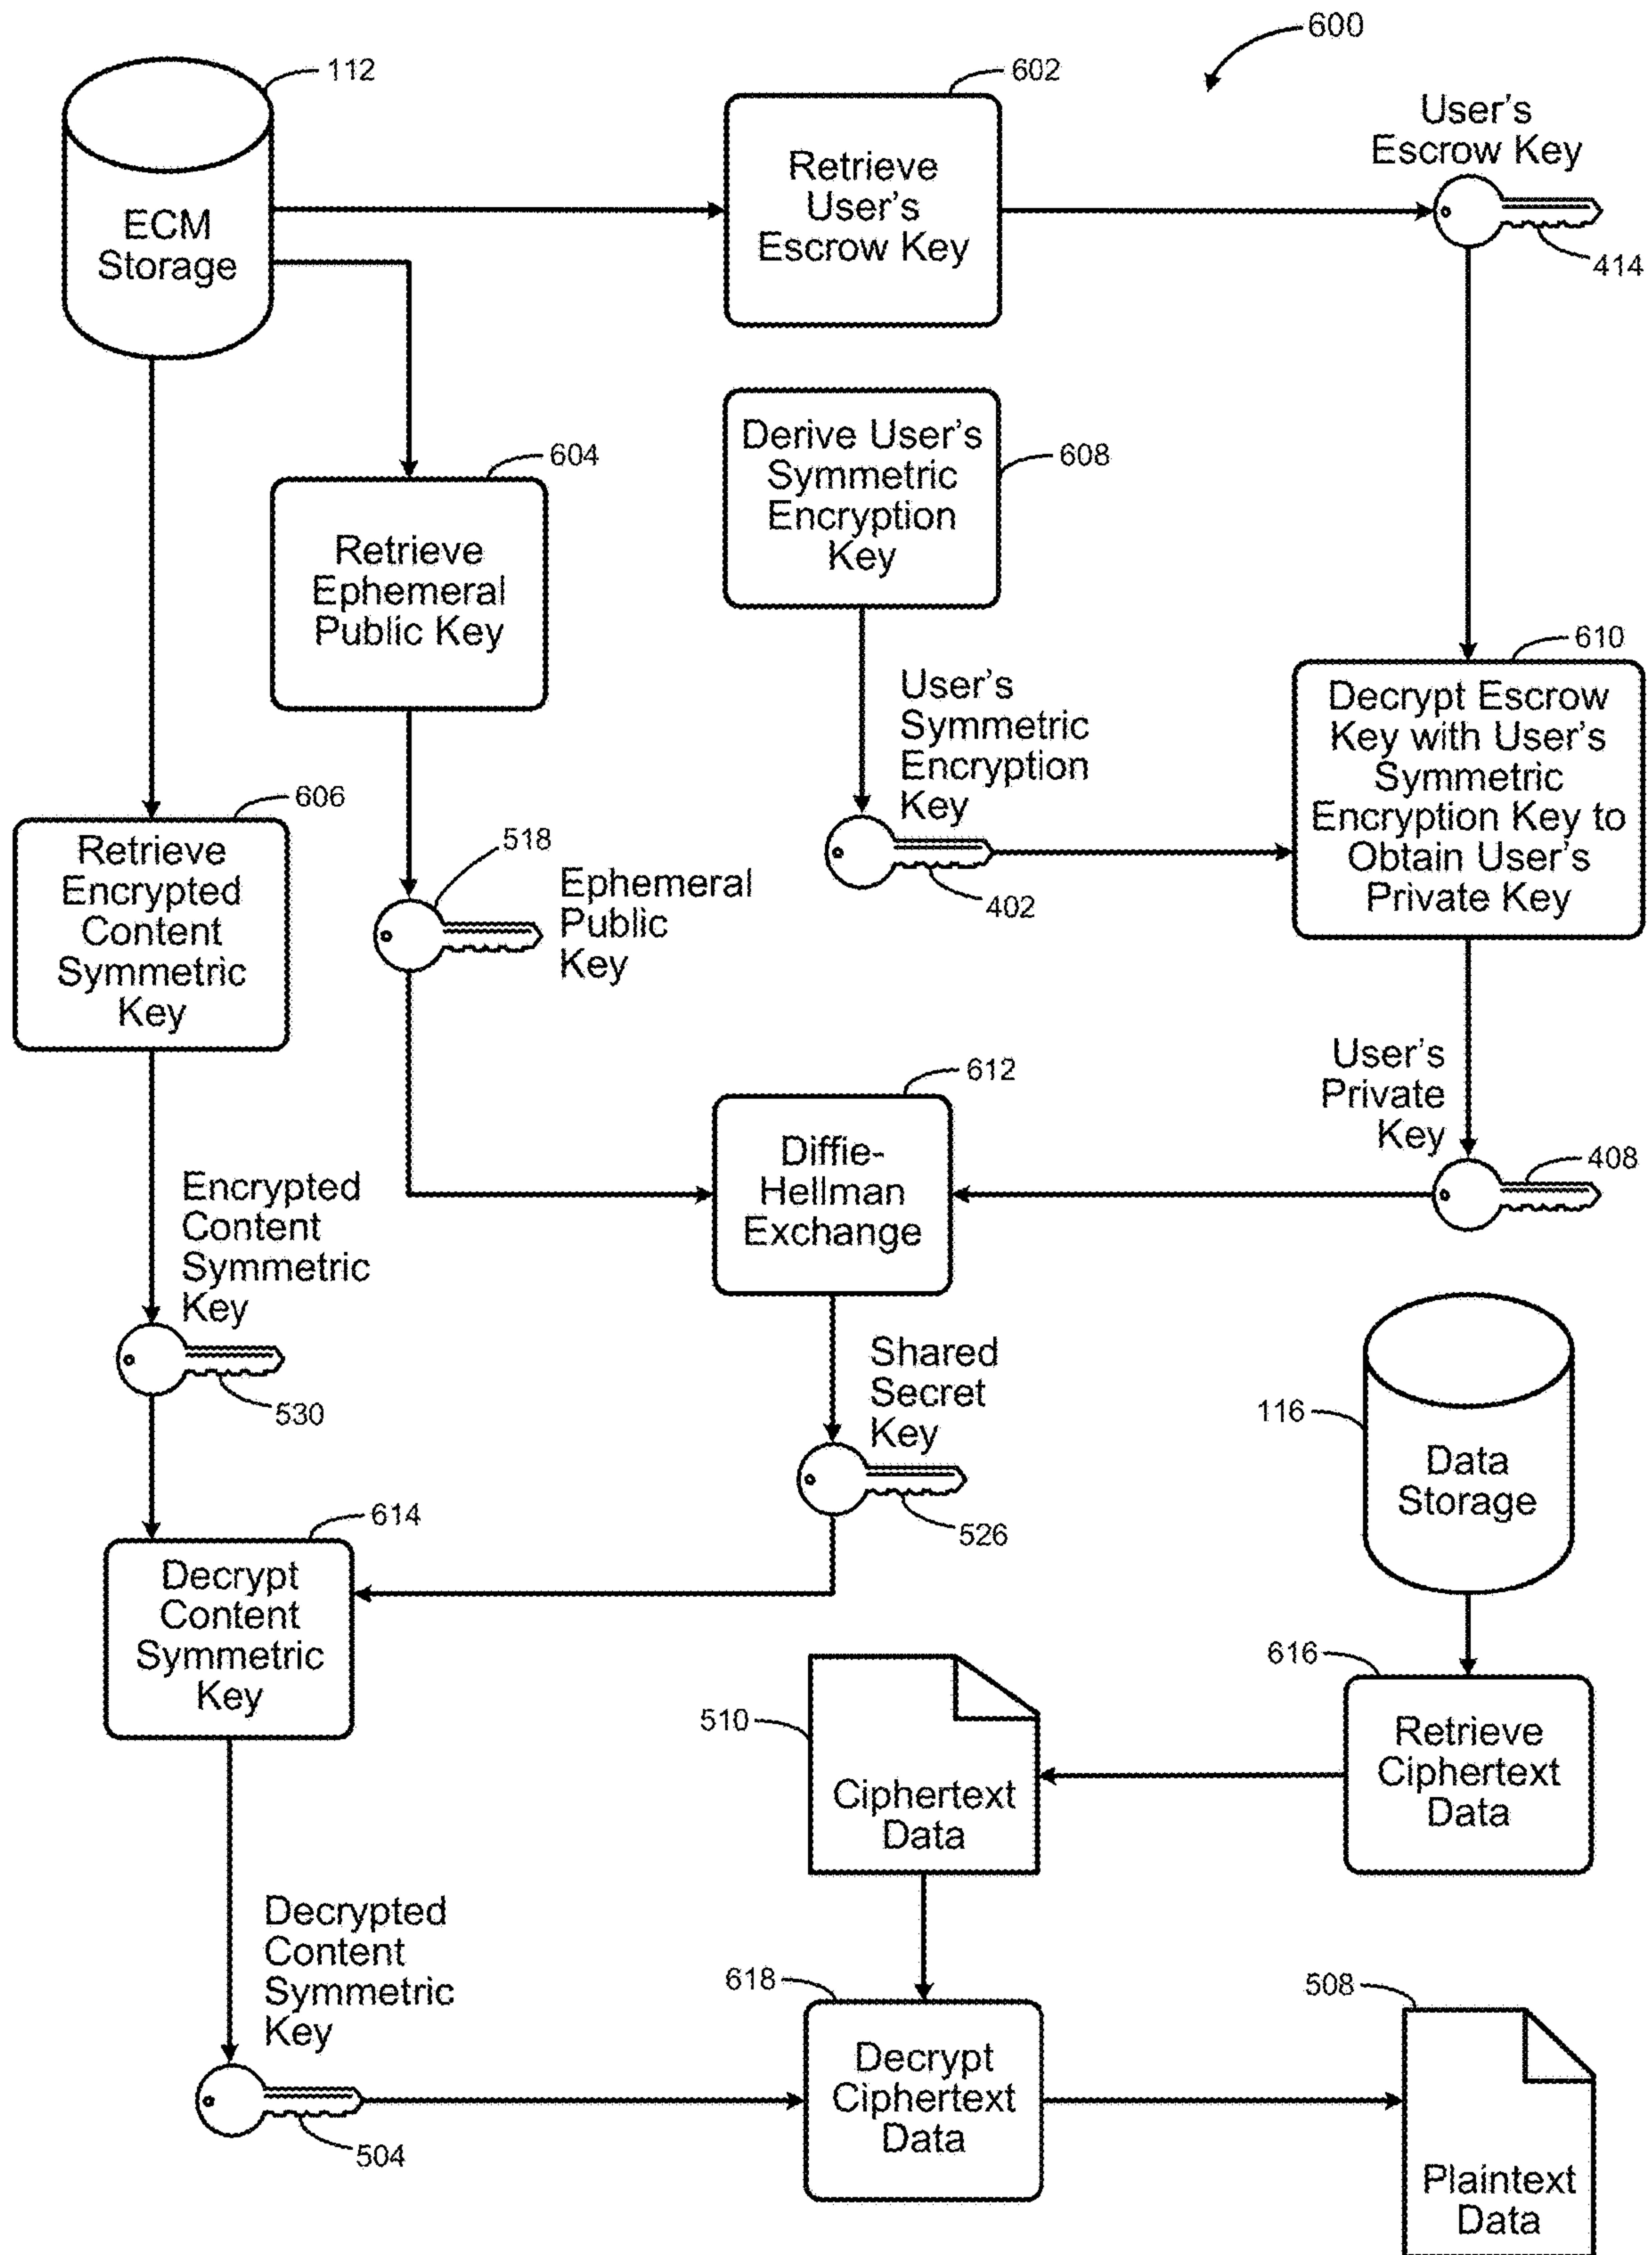 600
112
602
User's
Escrow Key
Retrieve
User's
Escrow Key
ECM
Storage
414
Derive User's
Symmetric
Encryption
Key
608
604
Retrieve
Ephemeral
Public Key
610
Decrypt Escrow
Key with User's
Symmetric
Encryption Key to
Obtain User's
Private Key
User's
Symmetric
Encryption
Key
402
606
Retrieve
Encrypted
Content
Symmetric
Key
518
Ephemeral
Public
Key
612
Diffie-
Hellman
Exchange
User's
Private
Key
408
Encrypted
Content
Symmetric
Key
530
Shared
Secret
Key
526
116
Data
Storage
614
Decrypt
Content
Symmetric
Key
616
Retrieve
Ciphertext
Data
510
Ciphertext
Data
Decrypted
Content
Symmetric
Key
504
618
Decrypt
Ciphertext
Data
508
Plaintext
Data